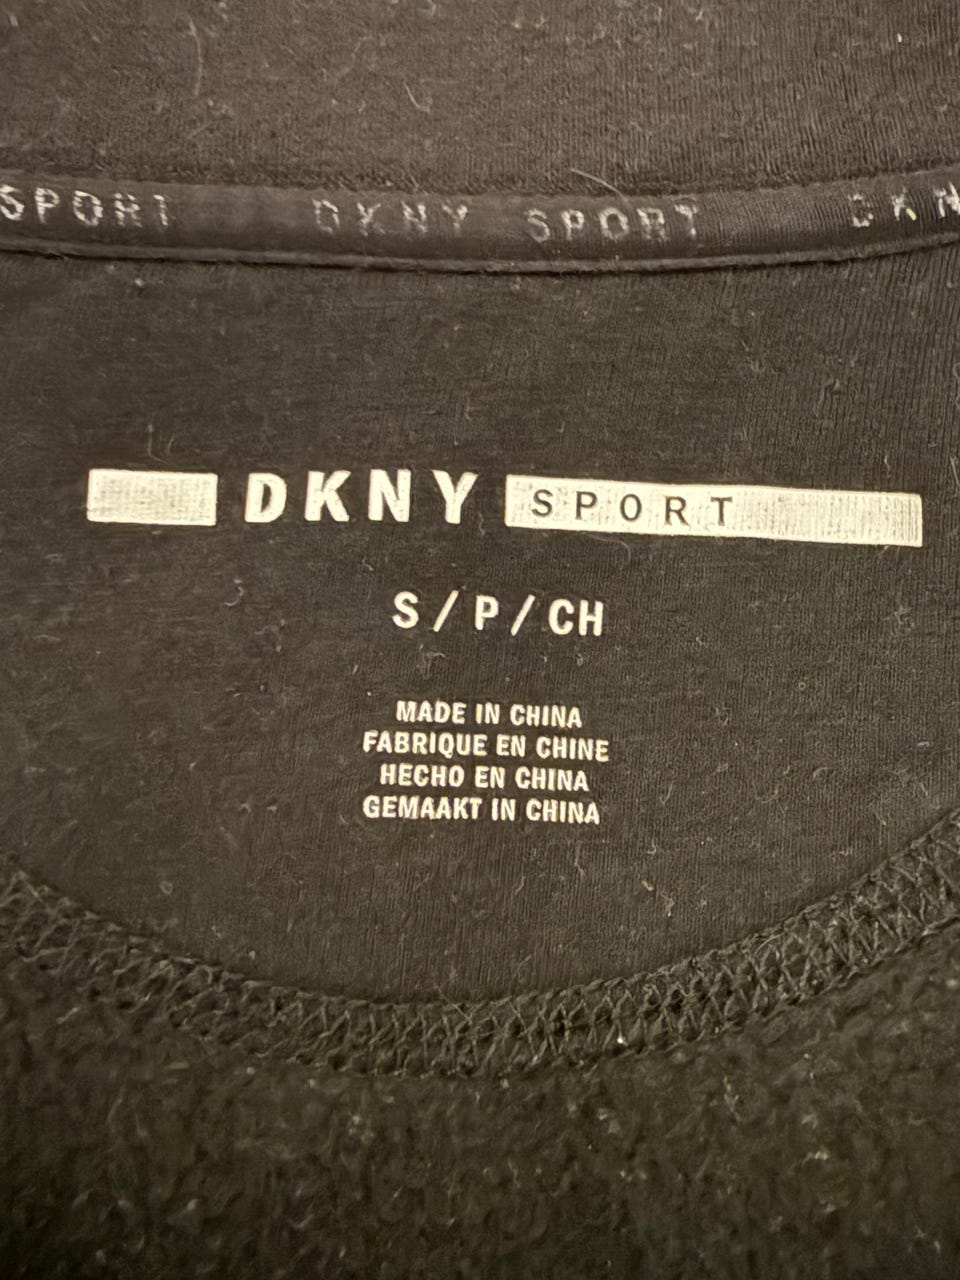 SPORT DKNY SPORT DKN
DKNY SPORT
S/P/CH
MADE IN CHINA
FABRIQUE EN CHINE
HECHO EN CHINA
GEMAAKT IN CHINA